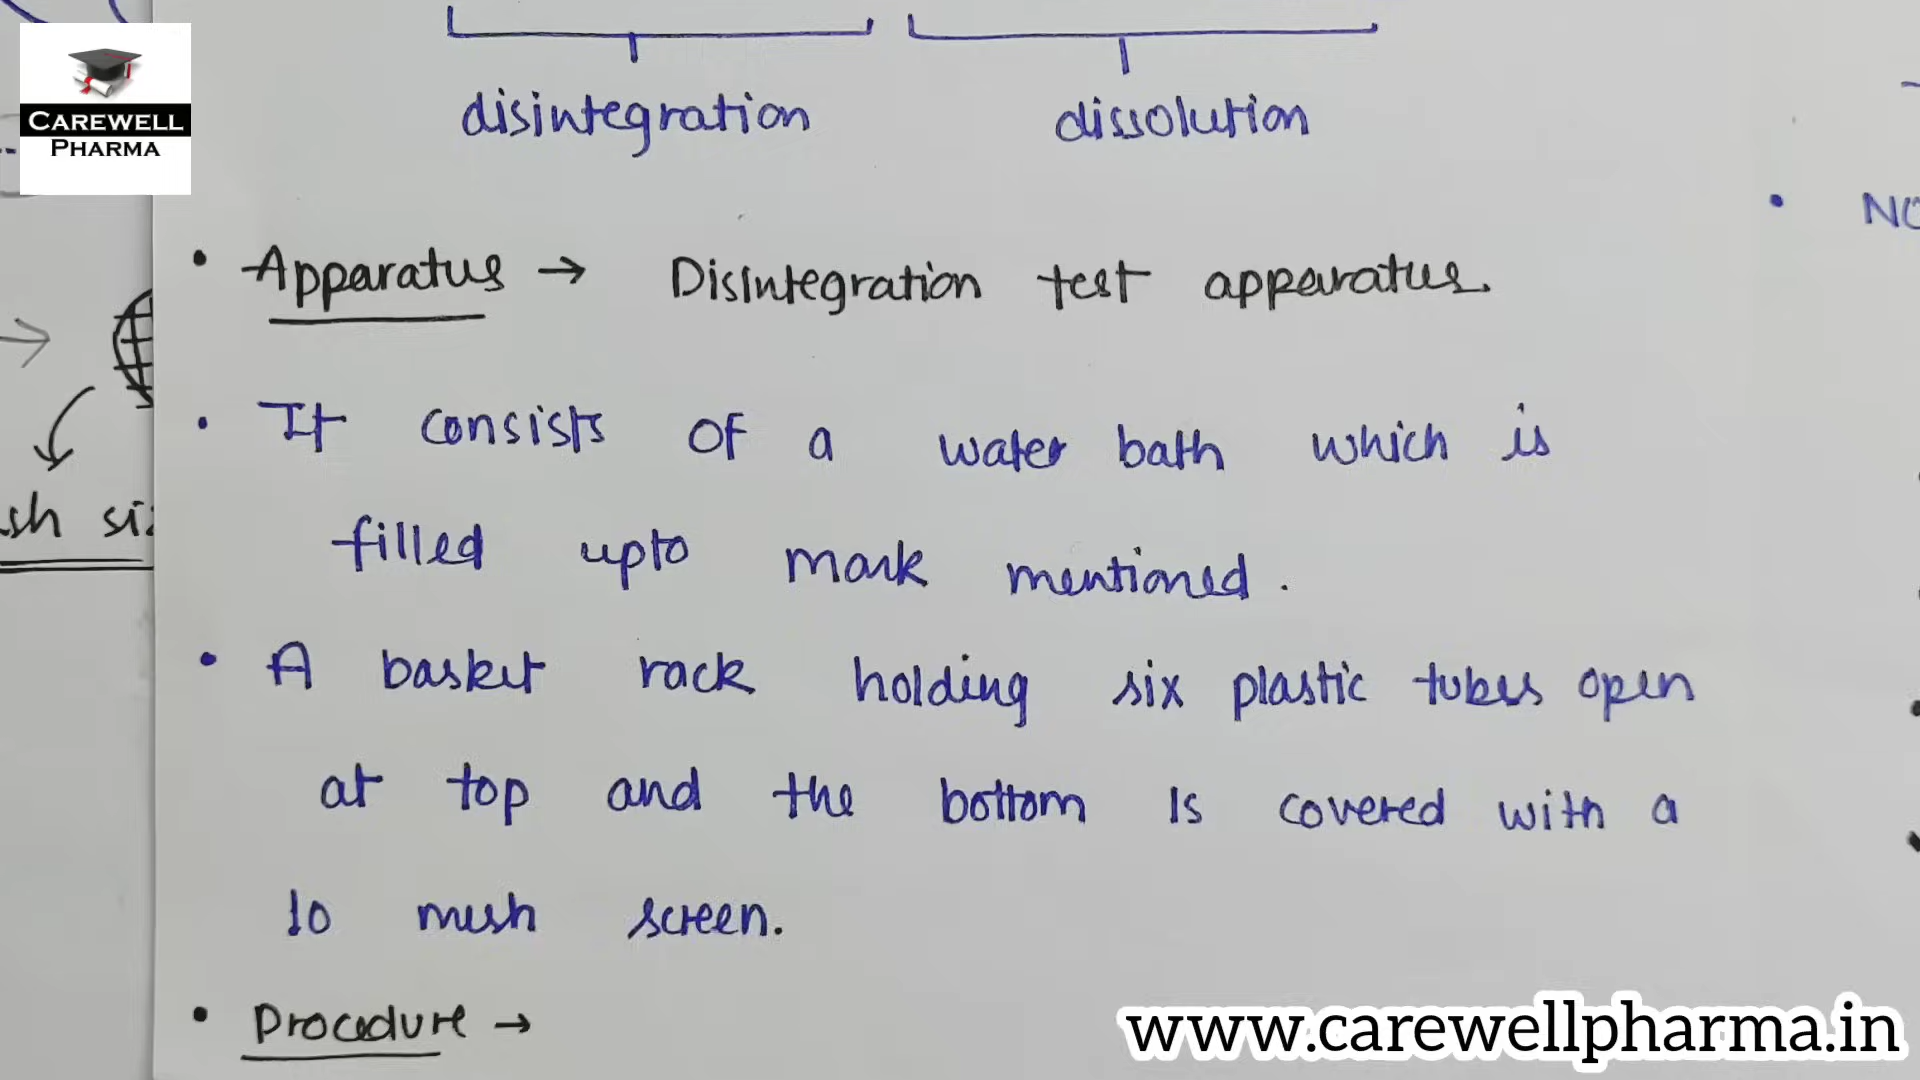 CAREWELL
PHARMA
disintegration dissolution
• Apparatus → Disintegration test apparatus.
• It consists of a water bath which is
filled upto mark mentioned.
• A basket rack holding six plastic tubes open
at top and the bottom is covered with a
10 mesh screen.
• Procedure →
www.carewellpharma.in